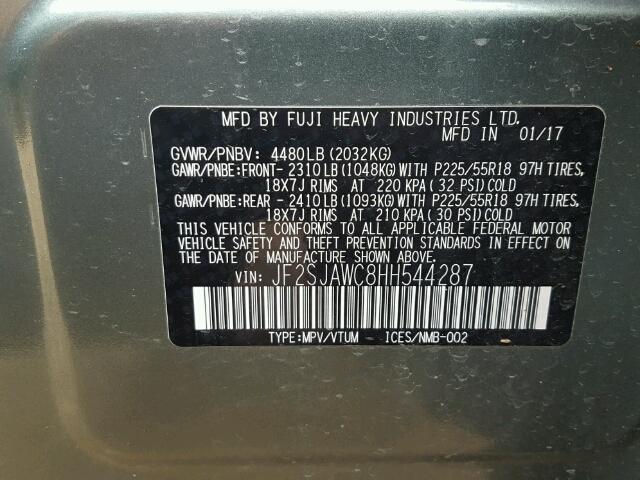 MFD BY FUJI HEAVY INDUSTRIES LTD.
MFD IN 01/17
GVWR/PNBV: 4480LB(2032KG)
GAWR/PNBE:FRONT- 2310LB(1048KG)WITH P225/55R18 97H TIRES,
18X7J RIMS AT 220 KPA(32 PSI)COLD
GAWR/PNBE:REAR - 2410LB(1093KG)WITH P225/55R18 97H TIRES,
18X7J RIMS AT 210 KPA(30 PSI)COLD
THIS VEHICLE CONFORMS TO ALL APPLICABLE FEDERAL MOTOR
VEHICLE SAFETY AND THEFT PREVENTION STANDARDS IN EFFECT ON
THE DATE OF MANUFACTURE SHOWN ABOVE.
VIN: JF2SJAWC8HH544287
TYPE:MPV/VTUM ICES/NMB-002